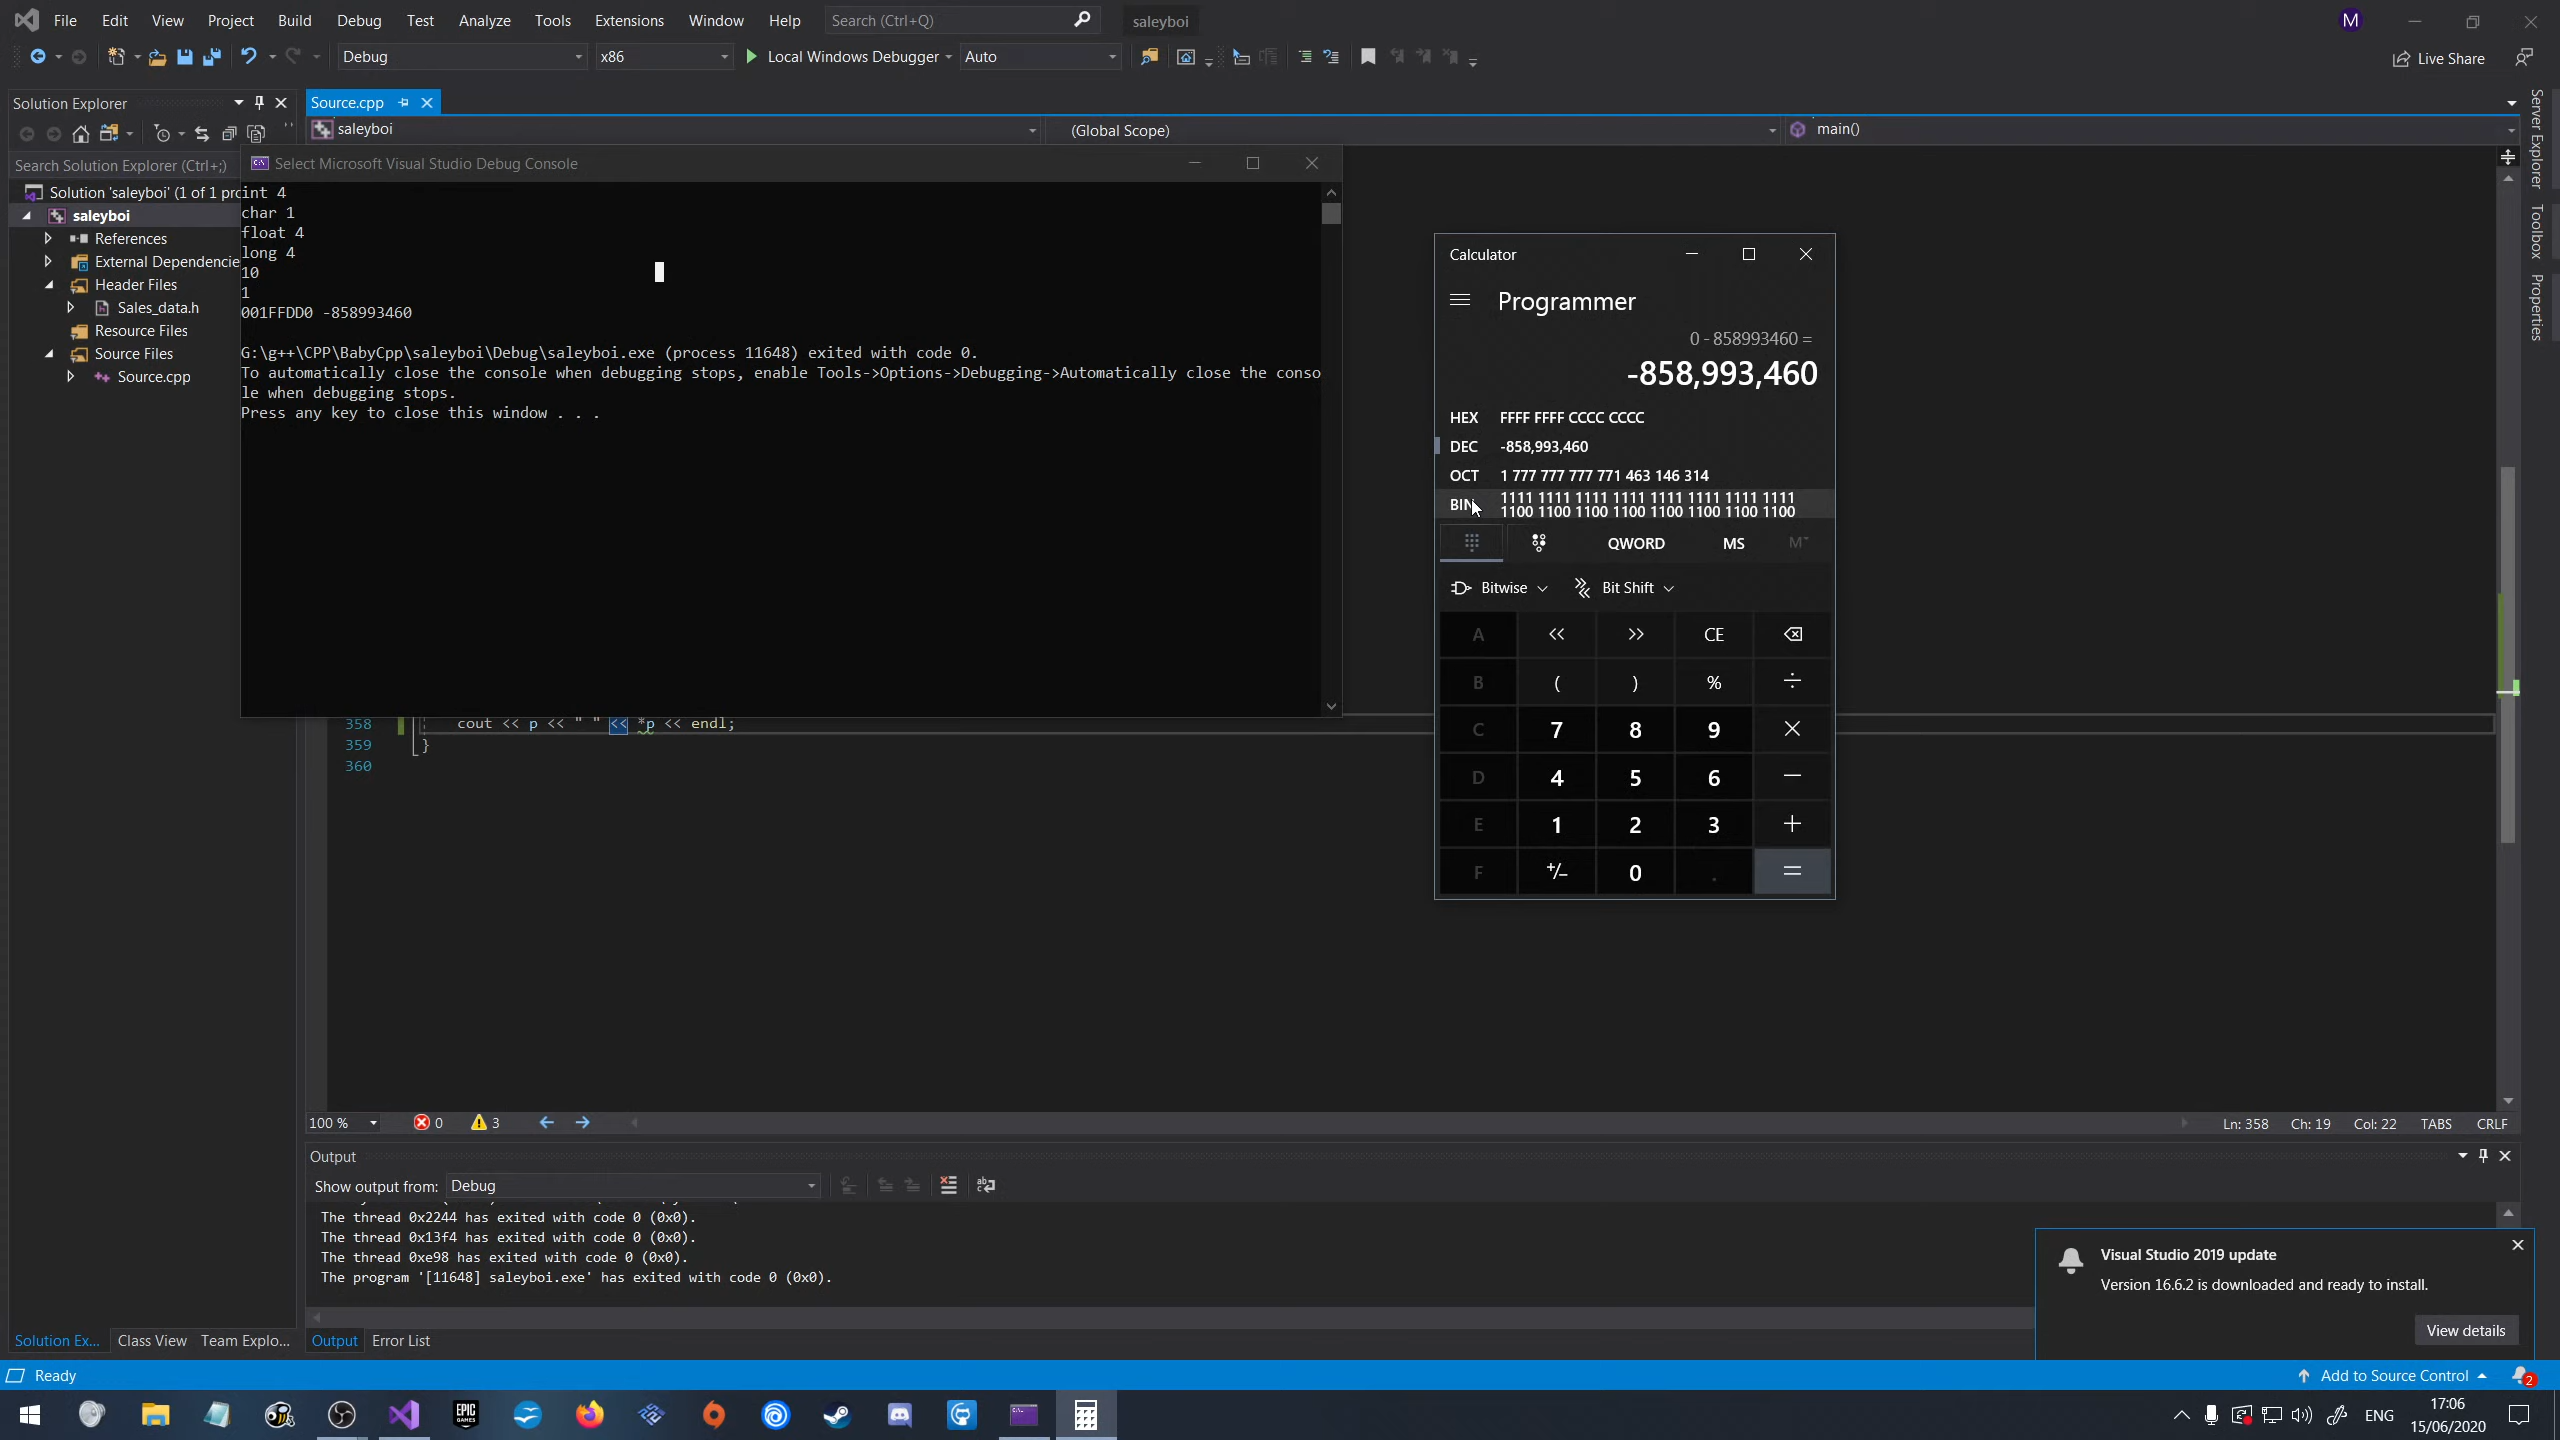 File Edit View Project Build Debug Test Analyze Tools Extensions Window Help Search (Ctrl+Q) saleyboi M
Debug x86 Local Windows Debugger Auto Live Share
Solution Explorer
Source.cpp
saleyboi (Global Scope) main()
Search Solution Explorer (Ctrl+;)
Solution 'saleyboi' (1 of 1 pro
saleyboi
References
External Dependencie
Header Files
Sales_data.h
Resource Files
Source Files
Source.cpp
Select Microsoft Visual Studio Debug Console
int 4
char 1
float 4
long 4
10
1
001FFDD0 -858993460
G:\g++\CPP\BabyCpp\saleyboi\Debug\saleyboi.exe (process 11648) exited with code 0.
To automatically close the console when debugging stops, enable Tools->Options->Debugging->Automatically close the conso
le when debugging stops.
Press any key to close this window . . .
358 cout << p << " " << *p << endl;
359 }
360
Calculator
Programmer
0 - 858993460 =
-858,993,460
HEX FFFF FFFF CCCC CCCC
DEC -858,993,460
OCT 1 777 777 777 771 463 146 314
BIN 1111 1111 1111 1111 1111 1111 1111 1111
1100 1100 1100 1100 1100 1100 1100 1100
QWORD MS M˅
Bitwise Bit Shift
A << >> CE
B ( ) % ÷
C 7 8 9 ×
D 4 5 6 −
E 1 2 3 +
F +/− 0 . =
Server Explorer
Toolbox
Properties
100 % 0 3 Ln: 358 Ch: 19 Col: 22 TABS CRLF
Output
Show output from: Debug
The thread 0x2244 has exited with code 0 (0x0).
The thread 0x13f4 has exited with code 0 (0x0).
The thread 0xe98 has exited with code 0 (0x0).
The program '[11648] saleyboi.exe' has exited with code 0 (0x0).
Visual Studio 2019 update
Version 16.6.2 is downloaded and ready to install.
View details
Solution Ex... Class View Team Explo... Output Error List
Ready Add to Source Control 2
EPIC GAMES
ENG
17:06
15/06/2020